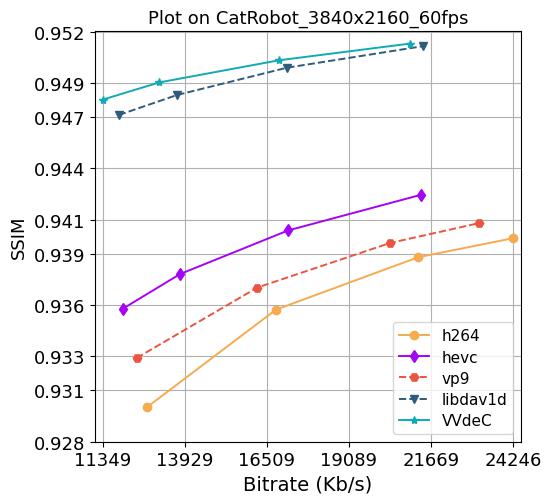 Plot on CatRobot_3840x2160_60fps
0.952
0.949
0.947
0.944
0.941
0.939
0.936
0.933
0.931
0.928
SSIM
h264
hevc
vp9
libdav1d
VVdeC
11349 13929 16509 19089 21669 24246
Bitrate (Kb/s)